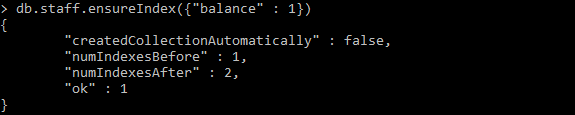 > db.staff.ensureIndex({"balance" : 1})
{
        "createdCollectionAutomatically" : false,
        "numIndexesBefore" : 1,
        "numIndexesAfter" : 2,
        "ok" : 1
}